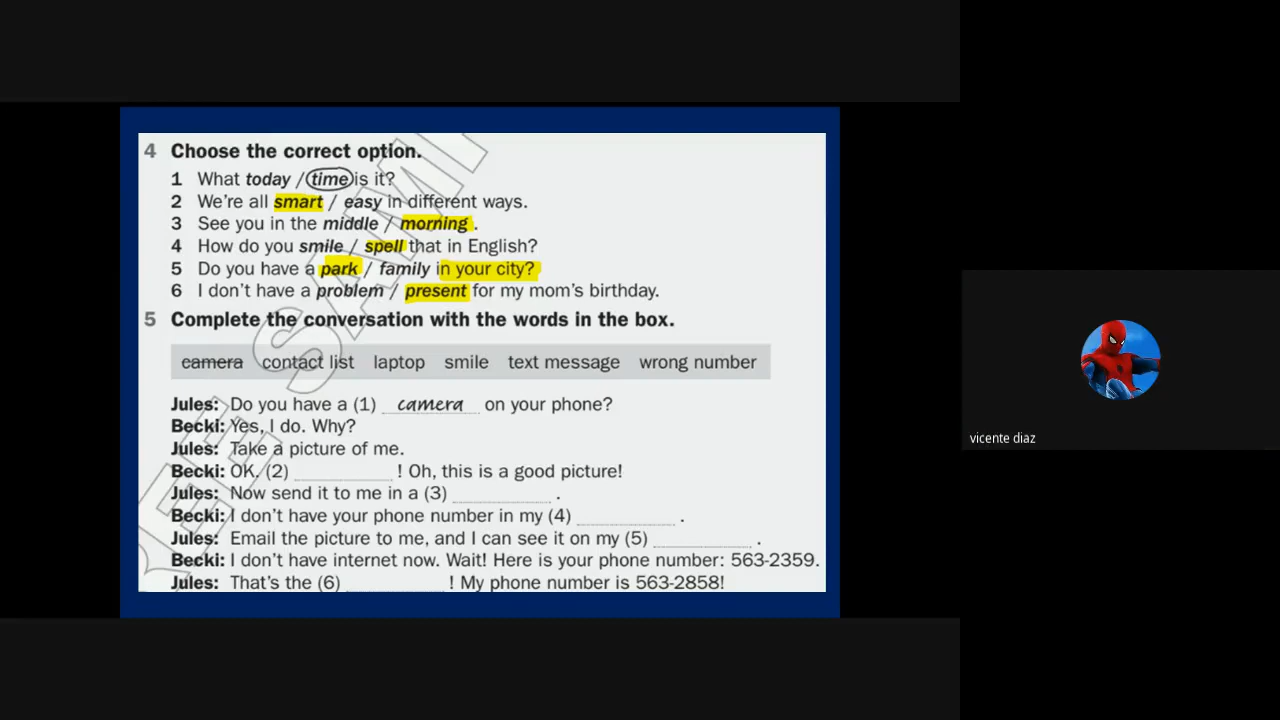 4 Choose the correct option.
1 What today / time is it?
2 We're all smart / easy in different ways.
3 See you in the middle / morning.
4 How do you smile / spell that in English?
5 Do you have a park / family in your city?
6 I don't have a problem / present for my mom's birthday.
5 Complete the conversation with the words in the box.
camera contact list laptop smile text message wrong number
Jules: Do you have a (1) camera on your phone?
Becki: Yes, I do. Why?
Jules: Take a picture of me.
Becki: OK. (2) ............ ! Oh, this is a good picture!
Jules: Now send it to me in a (3) ............ .
Becki: I don't have your phone number in my (4) ............ .
Jules: Email the picture to me, and I can see it on my (5) ............ .
Becki: I don't have internet now. Wait! Here is your phone number: 563-2359.
Jules: That's the (6) ............ ! My phone number is 563-2858!
vicente diaz